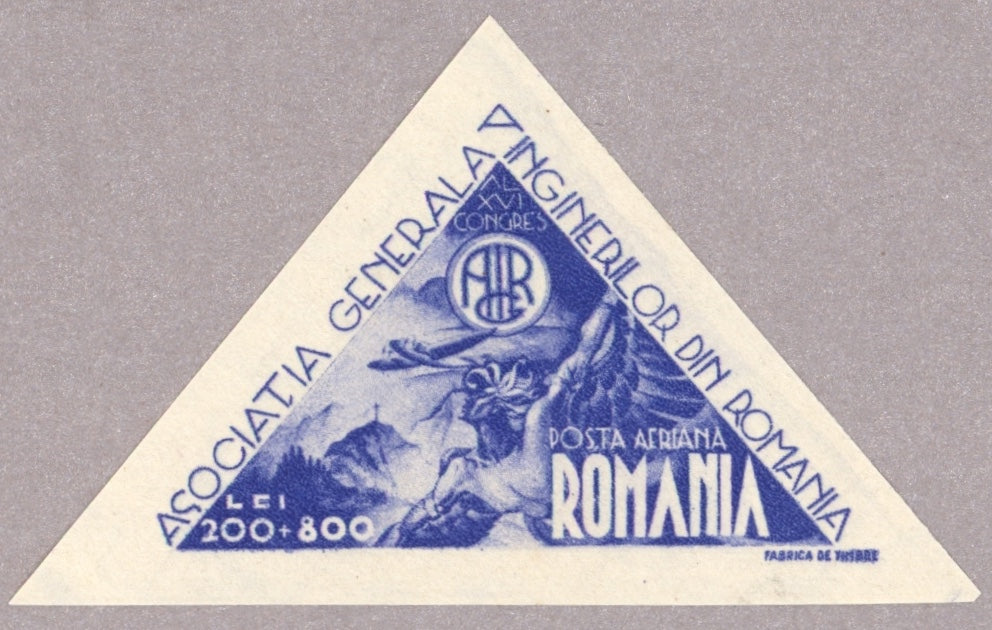 ASOCIATIA GENERALA
A INGINERILOR DIN ROMANIA
AL
XVI
CONGRES
AGIR
POSTA AERIANA
ROMANIA
LEI
200+800
FABRICA DE TIMBRE